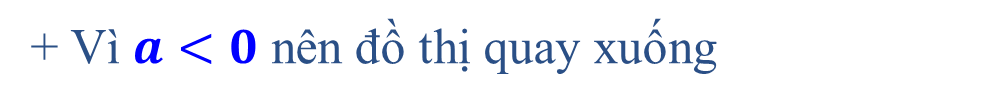 + Vì a < 0 nên đồ thị quay xuống